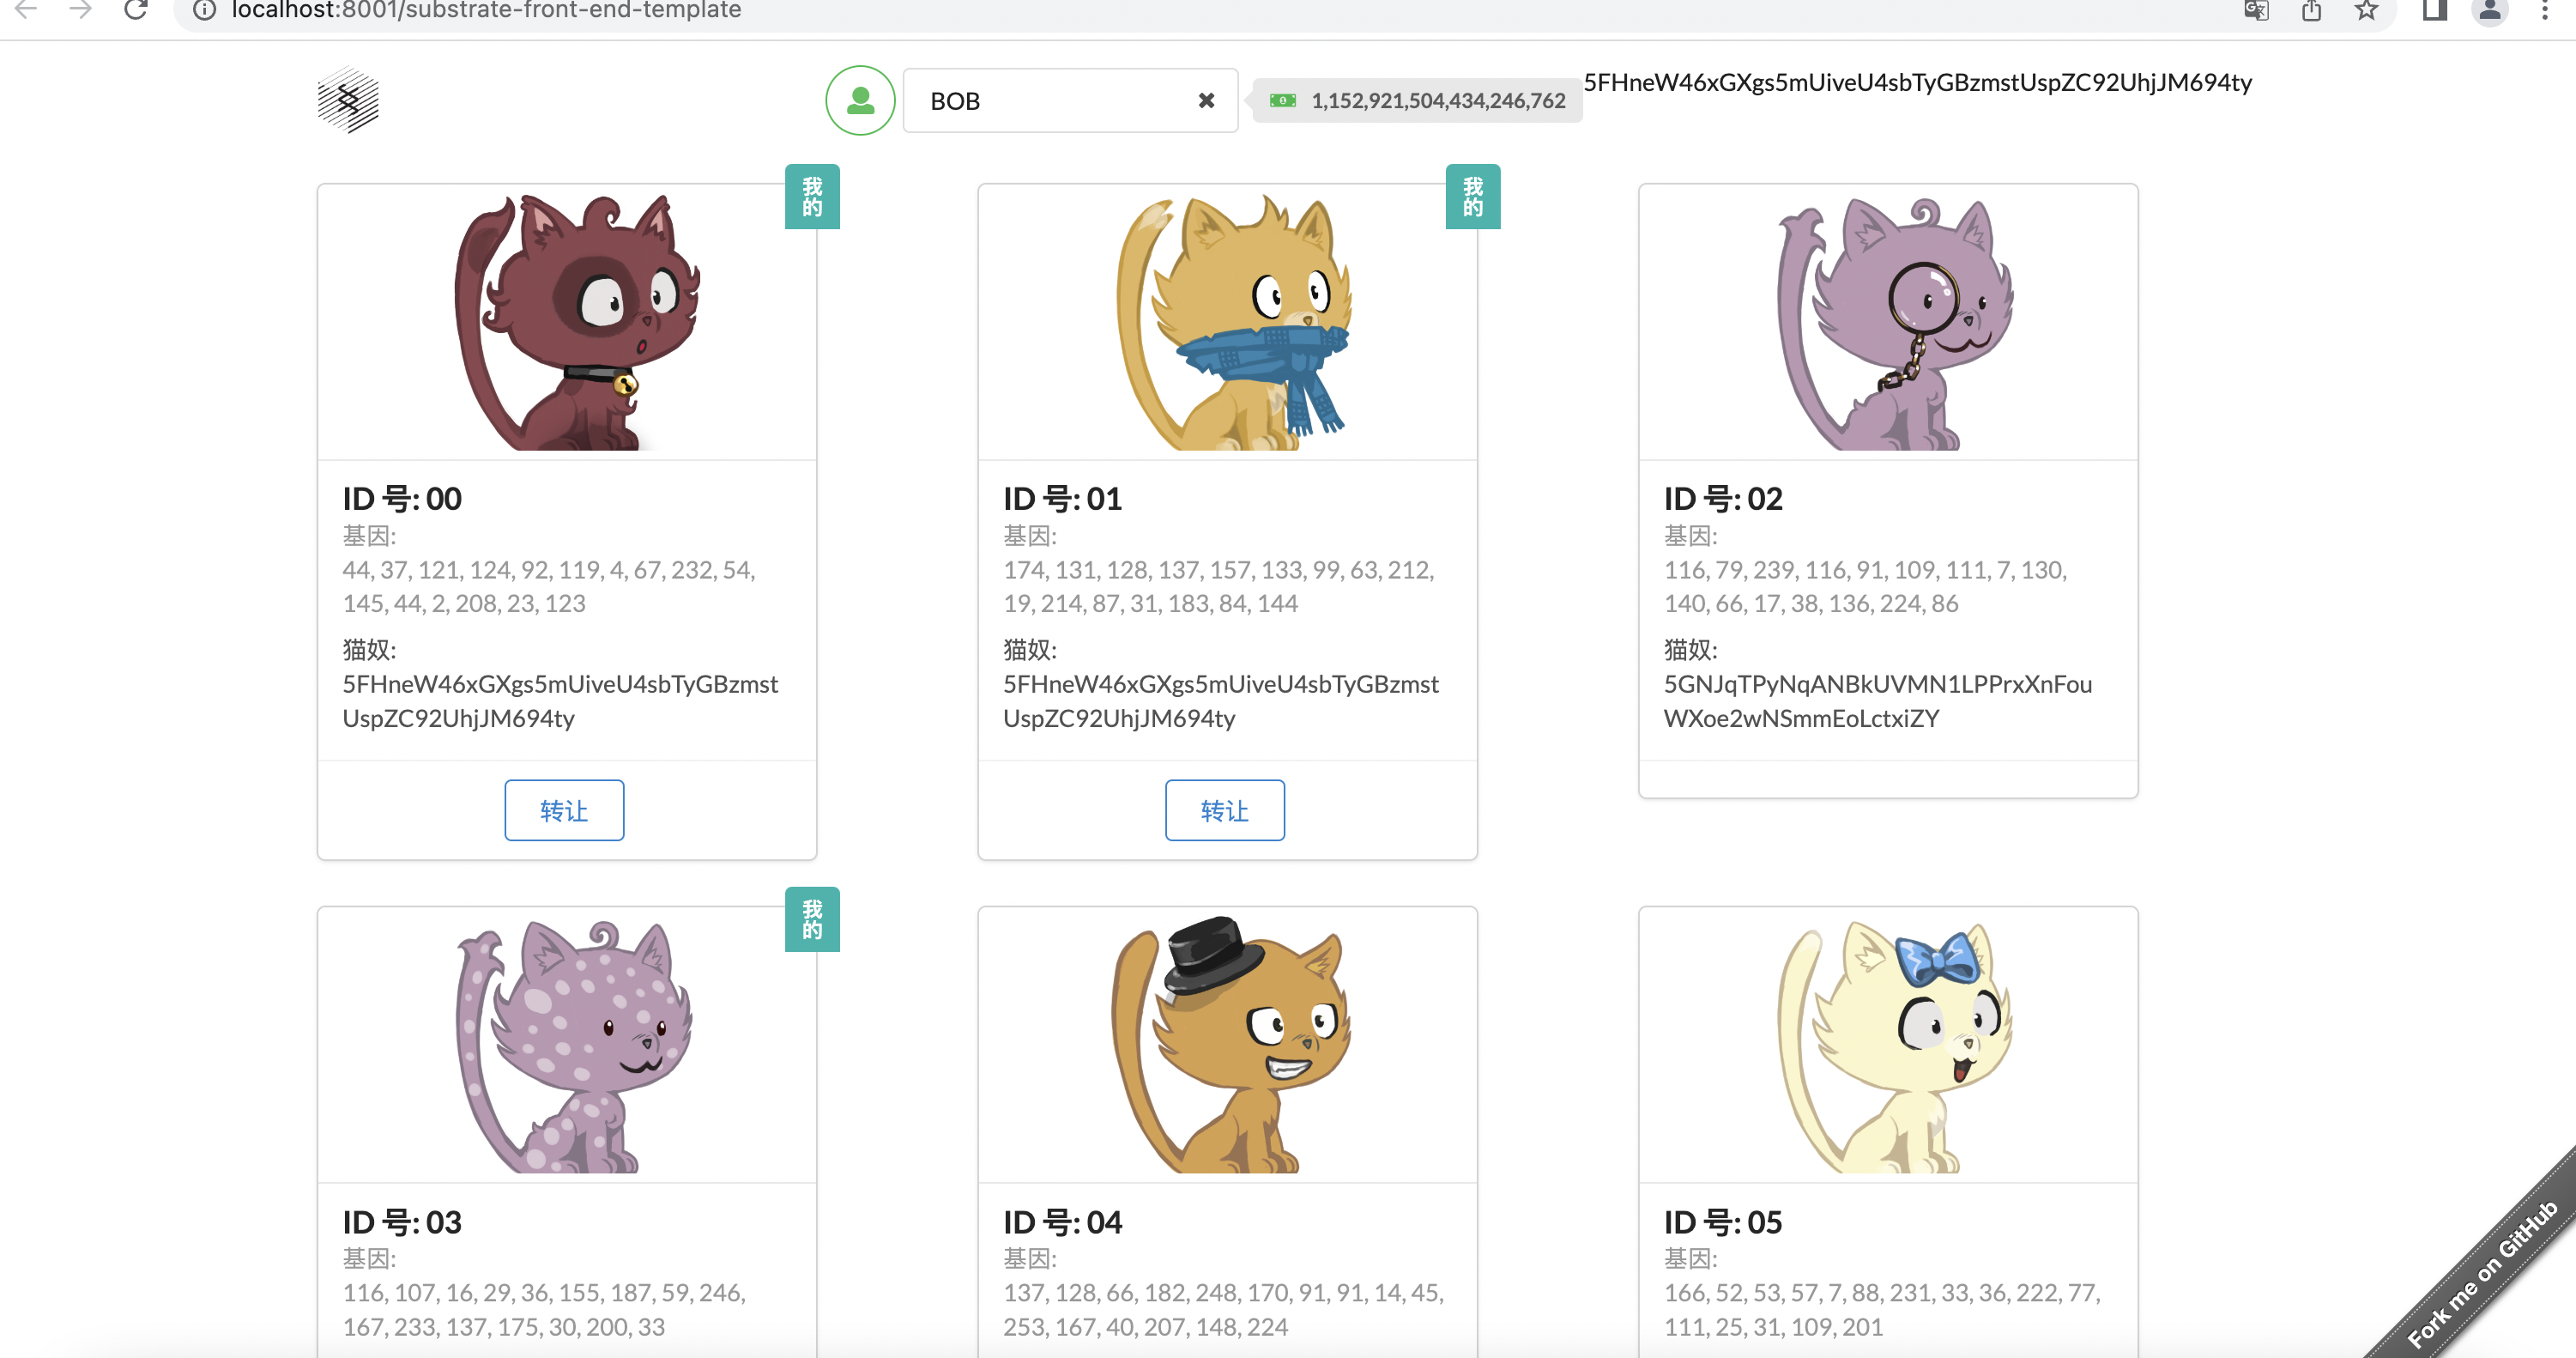 localhost:8001/substrate-front-end-template
BOB
1,152,921,504,434,246,762
5FHneW46xGXgs5mUiveU4sbTyGBzmstUspZC92UhjJM694ty
我
的
ID 号: 00
基因:
44, 37, 121, 124, 92, 119, 4, 67, 232, 54,
145, 44, 2, 208, 23, 123
猫奴:
5FHneW46xGXgs5mUiveU4sbTyGBzmst
UspZC92UhjJM694ty
转让
我
的
ID 号: 01
基因:
174, 131, 128, 137, 157, 133, 99, 63, 212,
19, 214, 87, 31, 183, 84, 144
猫奴:
5FHneW46xGXgs5mUiveU4sbTyGBzmst
UspZC92UhjJM694ty
转让
ID 号: 02
基因:
116, 79, 239, 116, 91, 109, 111, 7, 130,
140, 66, 17, 38, 136, 224, 86
猫奴:
5GNJqTPyNqANBkUVMN1LPPrxXnFou
WXoe2wNSmmEoLctxiZY
我
的
ID 号: 03
基因:
116, 107, 16, 29, 36, 155, 187, 59, 246,
167, 233, 137, 175, 30, 200, 33
ID 号: 04
基因:
137, 128, 66, 182, 248, 170, 91, 91, 14, 45,
253, 167, 40, 207, 148, 224
ID 号: 05
基因:
166, 52, 53, 57, 7, 88, 231, 33, 36, 222, 77,
111, 25, 31, 109, 201
Fork me on GitHub